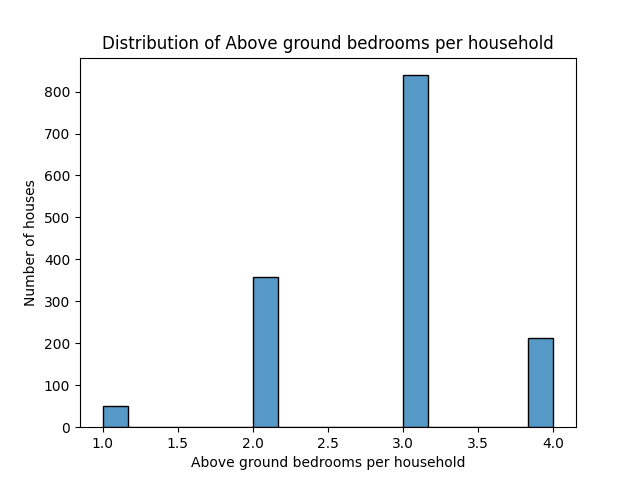 Distribution of Above ground bedrooms per household
800
700
600
500
400
300
200
100
0
Number of houses
1.0 1.5 2.0 2.5 3.0 3.5 4.0
Above ground bedrooms per household